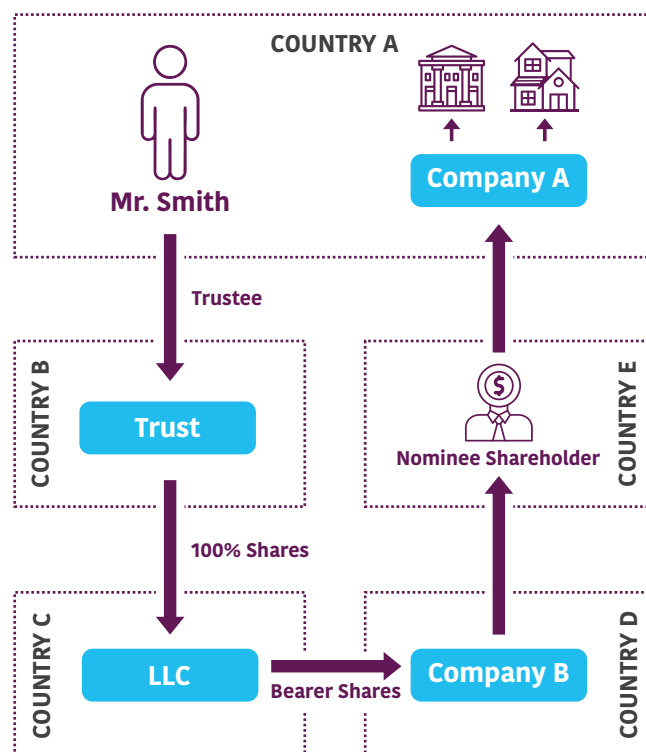 COUNTRY A
Mr. Smith
Company A
Trustee
COUNTRY B
Trust
COUNTRY E
$
Nominee Shareholder
100% Shares
COUNTRY C
LLC
Bearer Shares
Company B
COUNTRY D